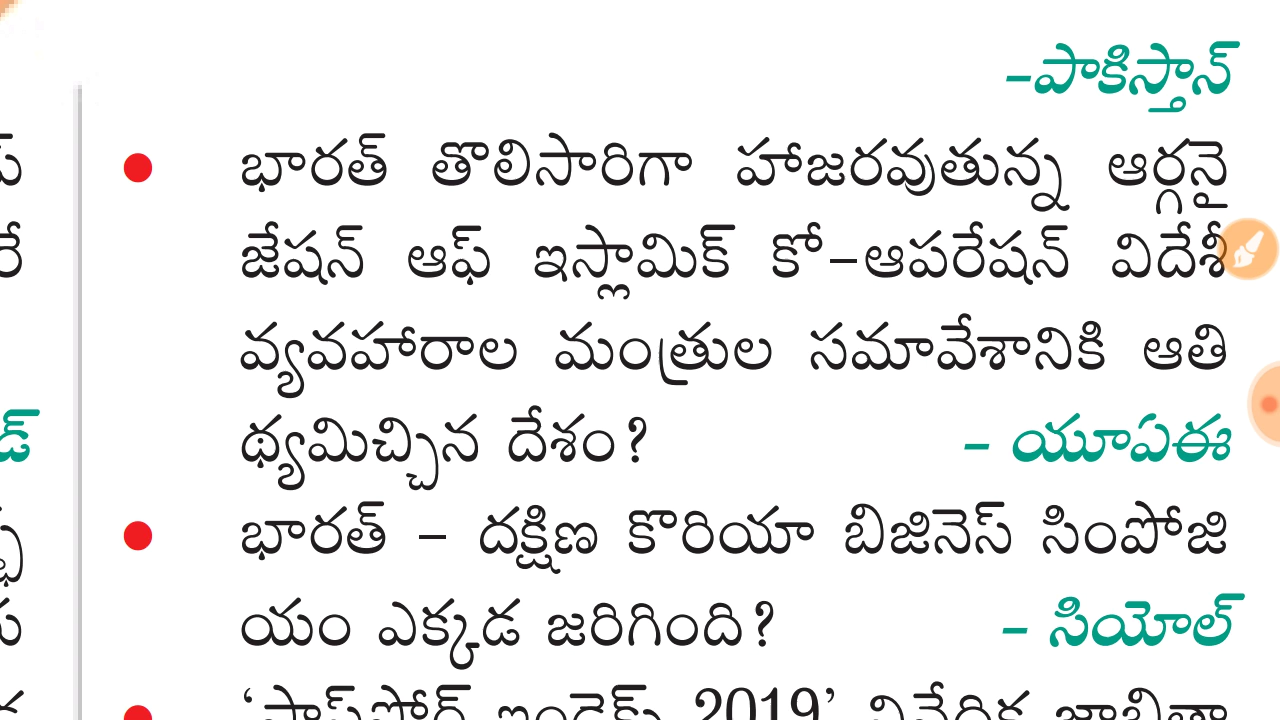 –పాకిస్తాన్
• భారత్ తొలిసారిగా హాజరవుతున్న ఆర్గనై
జేషన్ ఆఫ్ ఇస్లామిక్ కో–ఆపరేషన్ విదేశీ
వ్యవహారాల మంత్రుల సమావేశానికి ఆతి
థ్యమిచ్చిన దేశం? – యూఏఈ
• భారత్ – దక్షిణ కొరియా బిజినెస్ సింపోజి
యం ఎక్కడ జరిగింది? – సియోల్
• ‘పాస్‌పోర్ట్ ఇండెక్స్ 2019’ నివేదిక జాబితా